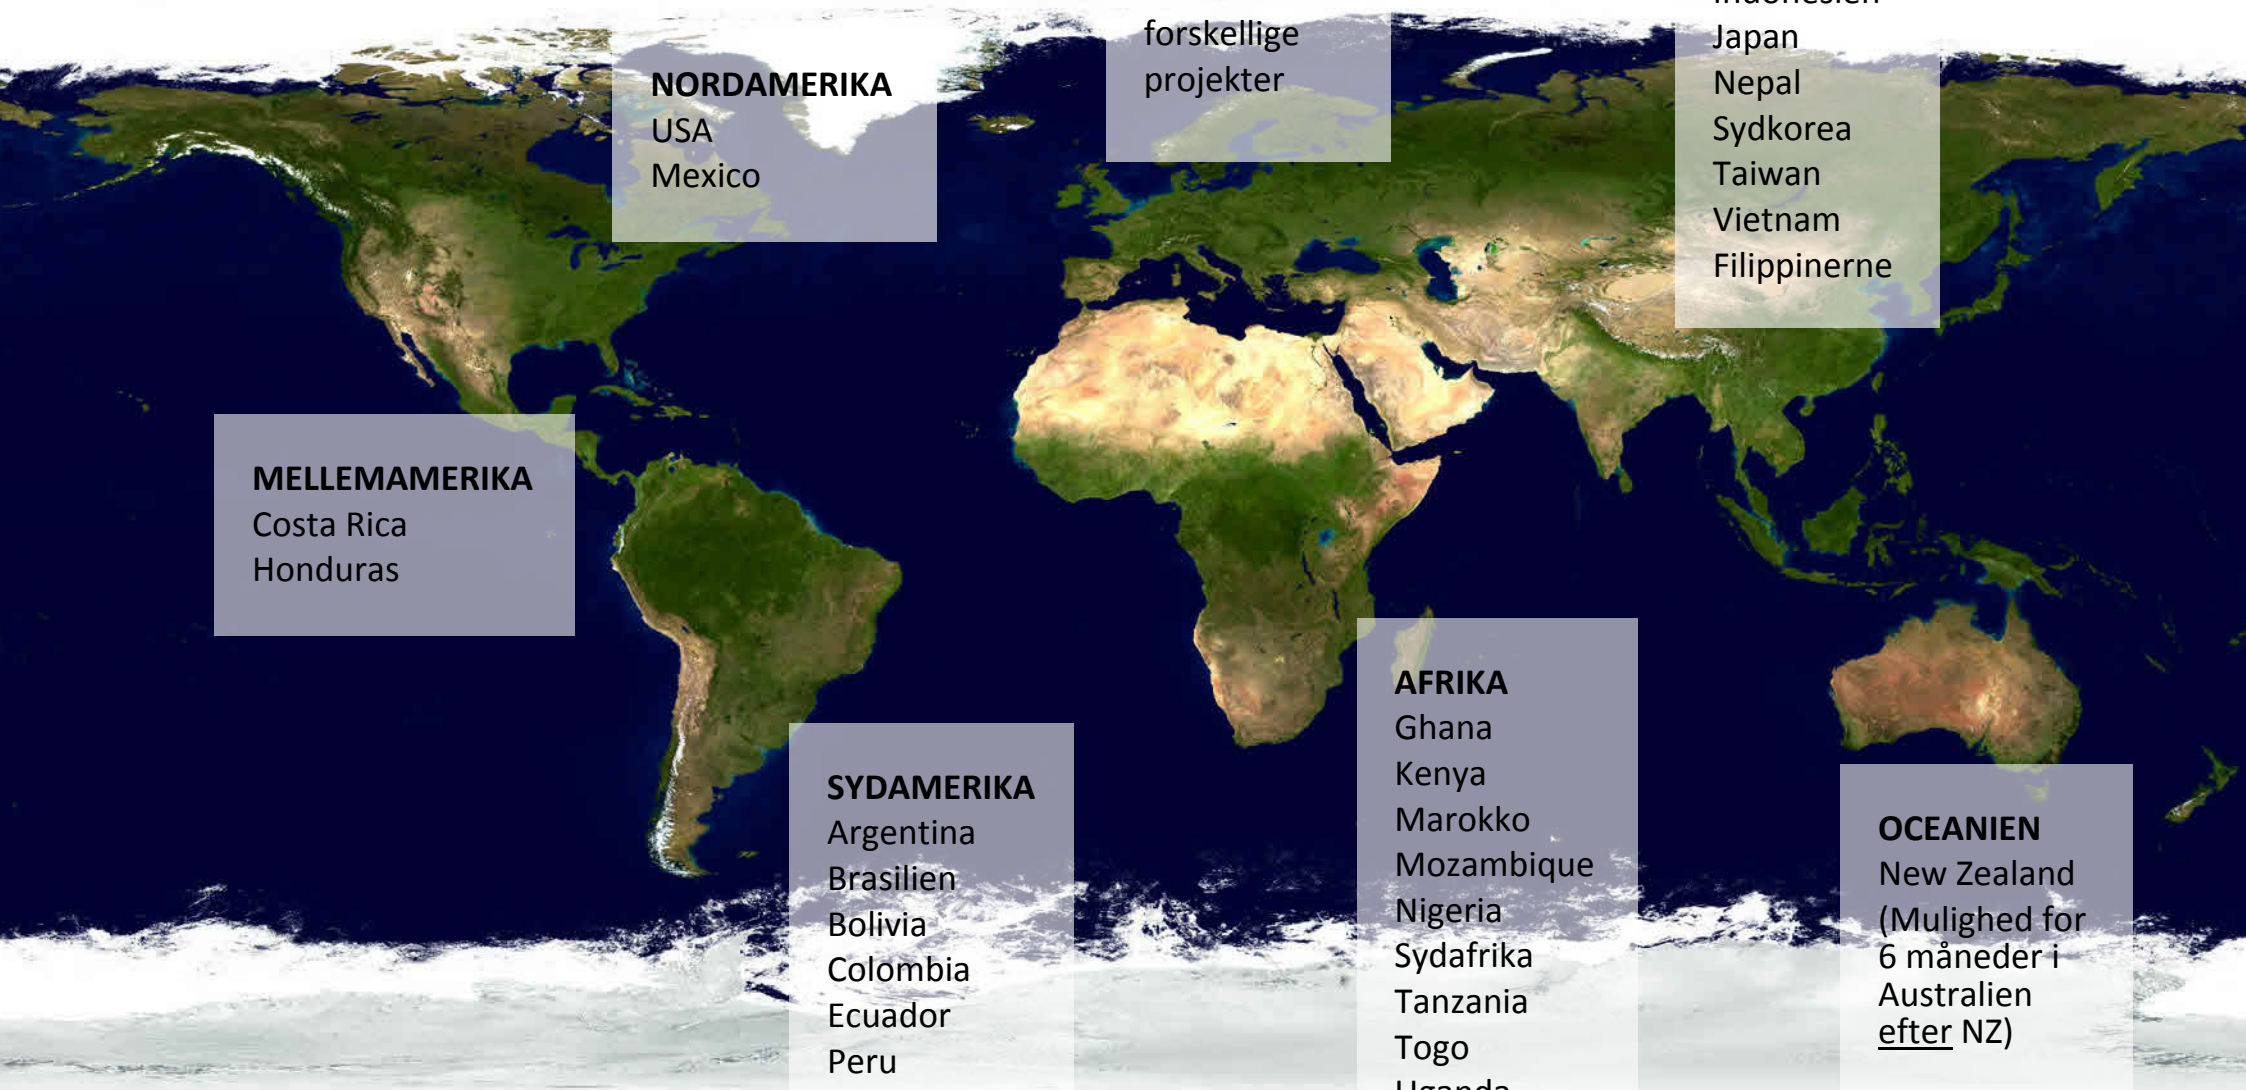 forskellige
projekter
Indonesien
Japan
Nepal
Sydkorea
Taiwan
Vietnam
Filippinerne
NORDAMERIKA
USA
Mexico
MELLEMAMERIKA
Costa Rica
Honduras
SYDAMERIKA
Argentina
Brasilien
Bolivia
Colombia
Ecuador
Peru
AFRIKA
Ghana
Kenya
Marokko
Mozambique
Nigeria
Sydafrika
Tanzania
Togo
Uganda
OCEANIEN
New Zealand
(Mulighed for
6 måneder i
Australien
efter NZ)